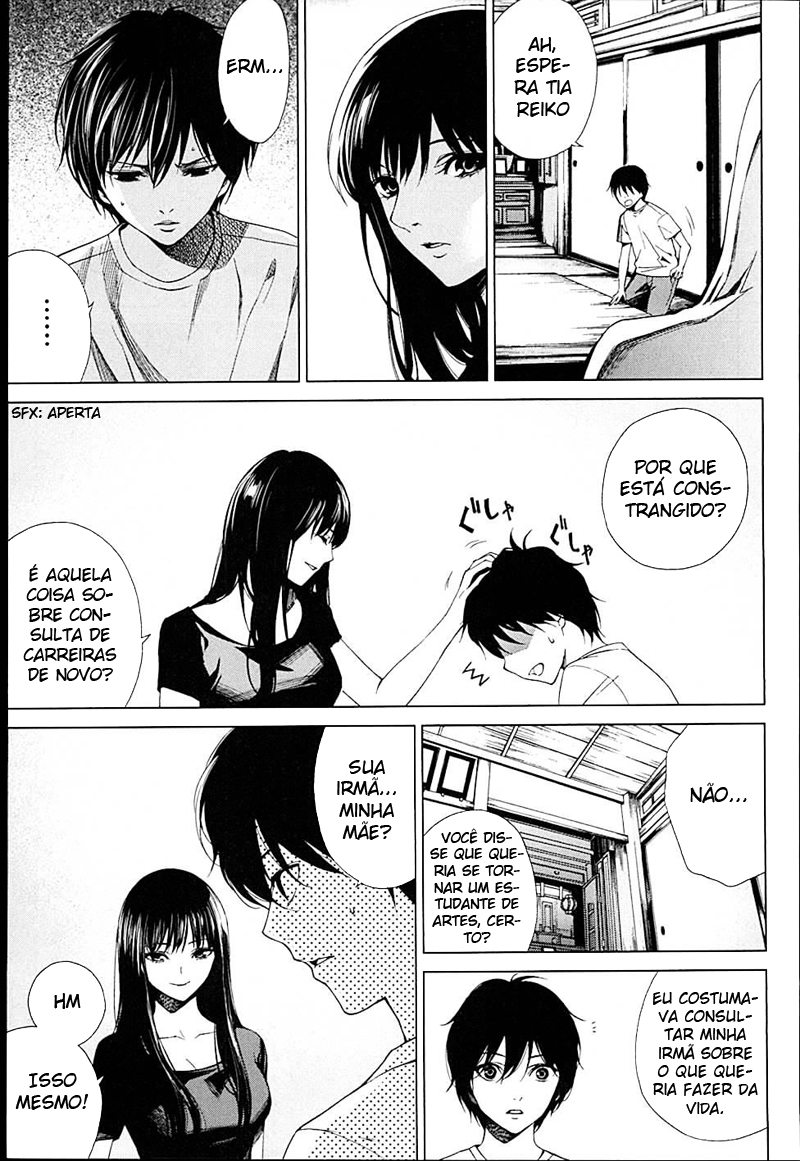 AH,
ESPE-
RA TIA
REIKO
ERM...
......
SFX: APERTA
POR QUE
ESTÁ CONS-
TRANGIDO?
ぐしゃ
ぐしゃ
É AQUELA
COISA SO-
BRE CON-
SULTA DE
CARREIRAS
DE NOVO?
NÃO...
VOCÊ DIS-
SE QUE QUE-
RIA SE TOR-
NAR UM ES-
TUDANTE DE
ARTES, CER-
TO?
EU COSTUMA-
VA CONSUL-
TAR MINHA
IRMÃ SOBRE
O QUE QUE-
RIA FAZER DA
VIDA.
SUA
IRMÃ...
MINHA
MÃE?
HM
ISSO
MESMO!